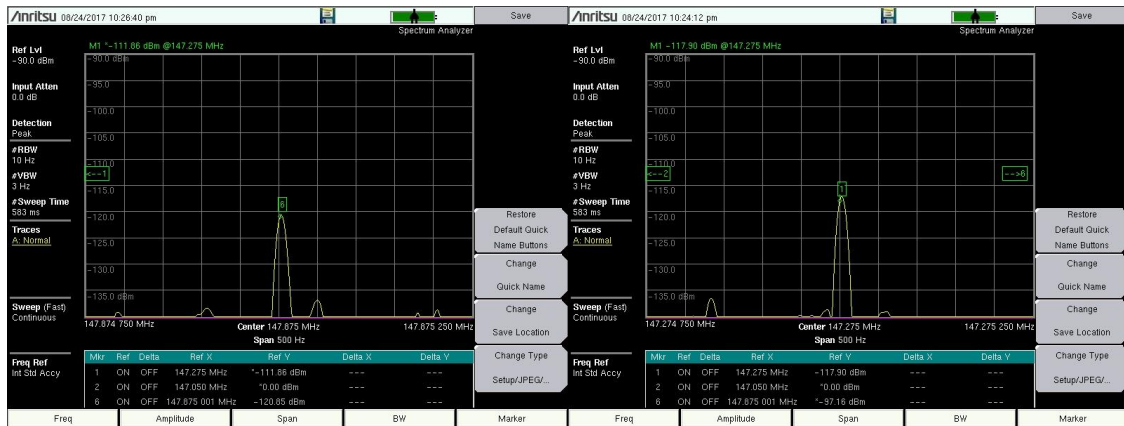 Anritsu 08/24/2017 10:26:40 pm
Save
Spectrum Analyzer
Ref Lvl
-90.0 dBm
M1 *-111.86 dBm @147.275 MHz
-90.0 dBm
Input Atten
0.0 dB
-95.0
-100.0
Detection
Peak
-105.0
#RBW
10 Hz
-110.0
<--1
#VBW
3 Hz
-115.0
#Sweep Time
583 ms
6
-120.0
Traces
A: Normal
-125.0
-130.0
-135.0 dBm
Sweep (Fast)
Continuous
147.874 750 MHz
Center 147.875 MHz
147.875 250 MHz
Span 500 Hz
Freq Ref
Int Std Accy
Mkr Ref Delta Ref X Ref Y Delta X Delta Y
1 ON OFF 147.275 MHz *-111.86 dBm --- ---
2 ON OFF 147.050 MHz *0.00 dBm --- ---
6 ON OFF 147.875 001 MHz -120.85 dBm --- ---
Restore
Default Quick
Name Buttons
Change
Quick Name
Change
Save Location
Change Type
Setup/JPEG/...
Freq Amplitude Span BW Marker
Anritsu 08/24/2017 10:24:12 pm
Save
Spectrum Analyzer
Ref Lvl
-90.0 dBm
M1 -117.90 dBm @147.275 MHz
-90.0 dBm
Input Atten
0.0 dB
-95.0
-100.0
Detection
Peak
-105.0
#RBW
10 Hz
-110.0
<--2
-->6
#VBW
3 Hz
-115.0
1
#Sweep Time
583 ms
-120.0
Traces
A: Normal
-125.0
-130.0
-135.0 dBm
Sweep (Fast)
Continuous
147.274 750 MHz
Center 147.275 MHz
147.275 250 MHz
Span 500 Hz
Freq Ref
Int Std Accy
Mkr Ref Delta Ref X Ref Y Delta X Delta Y
1 ON OFF 147.275 MHz -117.90 dBm --- ---
2 ON OFF 147.050 MHz *0.00 dBm --- ---
6 ON OFF 147.875 001 MHz *-97.16 dBm --- ---
Restore
Default Quick
Name Buttons
Change
Quick Name
Change
Save Location
Change Type
Setup/JPEG/...
Freq Amplitude Span BW Marker